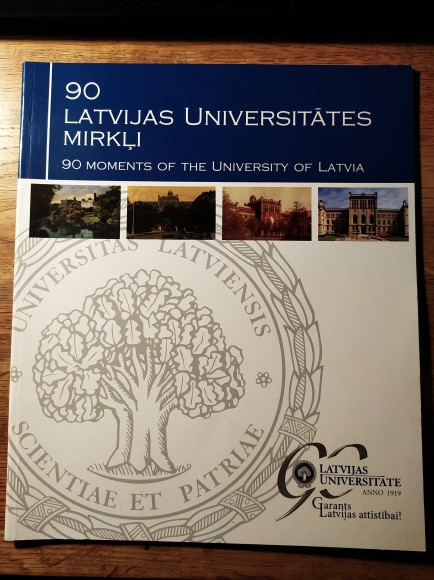 90
LATVIJAS UNIVERSITĀTES
MIRKĻI
90 MOMENTS OF THE UNIVERSITY OF LATVIA
UNIVERSITAS LATVIENSIS
SCIENTIAE ET PATRIAE
90
LATVIJAS
UNIVERSITĀTE
ANNO 1919
Garants
Latvijas attīstībai!